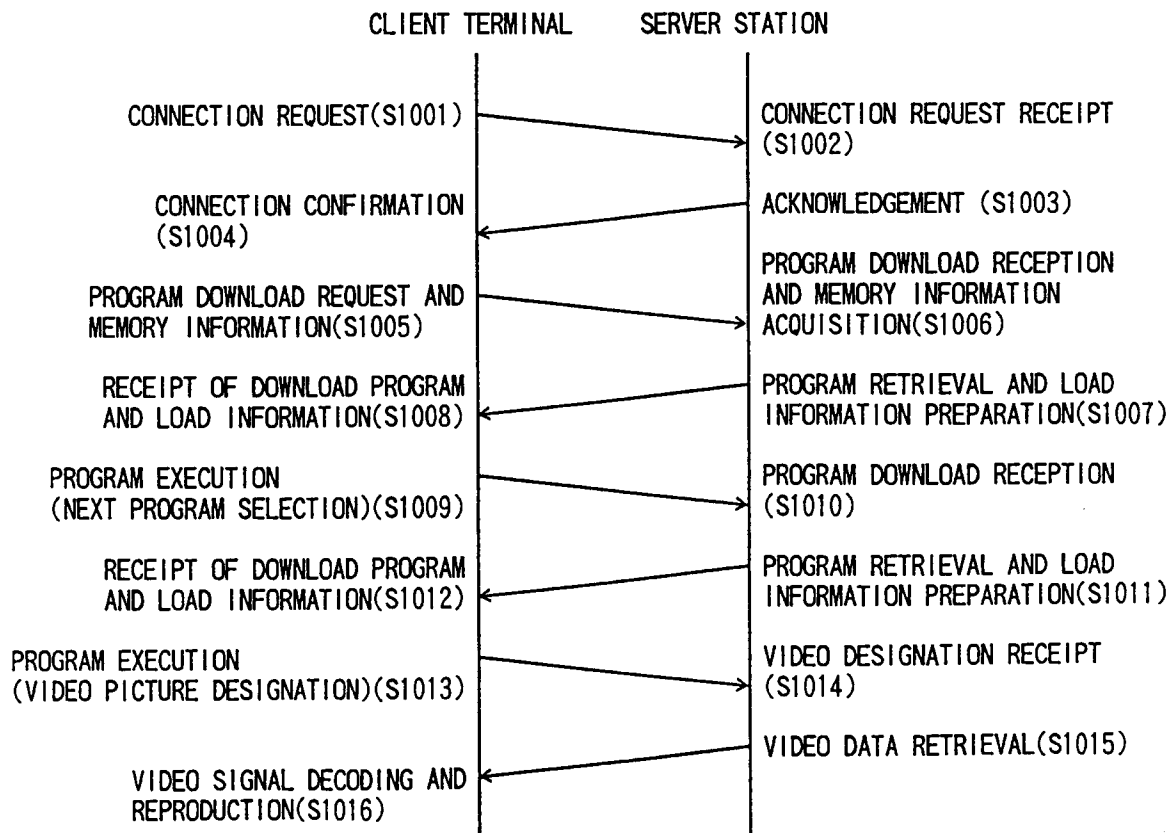 CLIENT TERMINAL SERVER STATION
CONNECTION REQUEST(S1001)
CONNECTION REQUEST RECEIPT
(S1002)
ACKNOWLEDGEMENT (S1003)
CONNECTION CONFIRMATION
(S1004)
PROGRAM DOWNLOAD REQUEST AND
MEMORY INFORMATION(S1005)
PROGRAM DOWNLOAD RECEPTION
AND MEMORY INFORMATION
ACQUISITION(S1006)
PROGRAM RETRIEVAL AND LOAD
INFORMATION PREPARATION(S1007)
RECEIPT OF DOWNLOAD PROGRAM
AND LOAD INFORMATION(S1008)
PROGRAM EXECUTION
(NEXT PROGRAM SELECTION)(S1009)
PROGRAM DOWNLOAD RECEPTION
(S1010)
PROGRAM RETRIEVAL AND LOAD
INFORMATION PREPARATION(S1011)
RECEIPT OF DOWNLOAD PROGRAM
AND LOAD INFORMATION(S1012)
PROGRAM EXECUTION
(VIDEO PICTURE DESIGNATION)(S1013)
VIDEO DESIGNATION RECEIPT
(S1014)
VIDEO DATA RETRIEVAL(S1015)
VIDEO SIGNAL DECODING AND
REPRODUCTION(S1016)